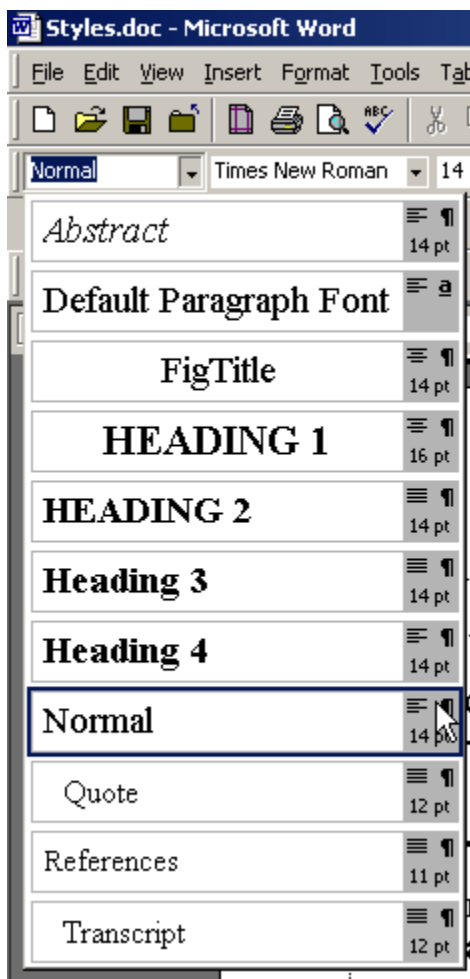 Styles.doc - Microsoft Word
File Edit View Insert Format Tools Tab
ABC
Normal Times New Roman 14
Abstract 14 pt
Default Paragraph Font a
FigTitle 14 pt
HEADING 1 16 pt
HEADING 2 14 pt
Heading 3 14 pt
Heading 4 14 pt
Normal 14 pt
Quote 12 pt
References 11 pt
Transcript 12 pt